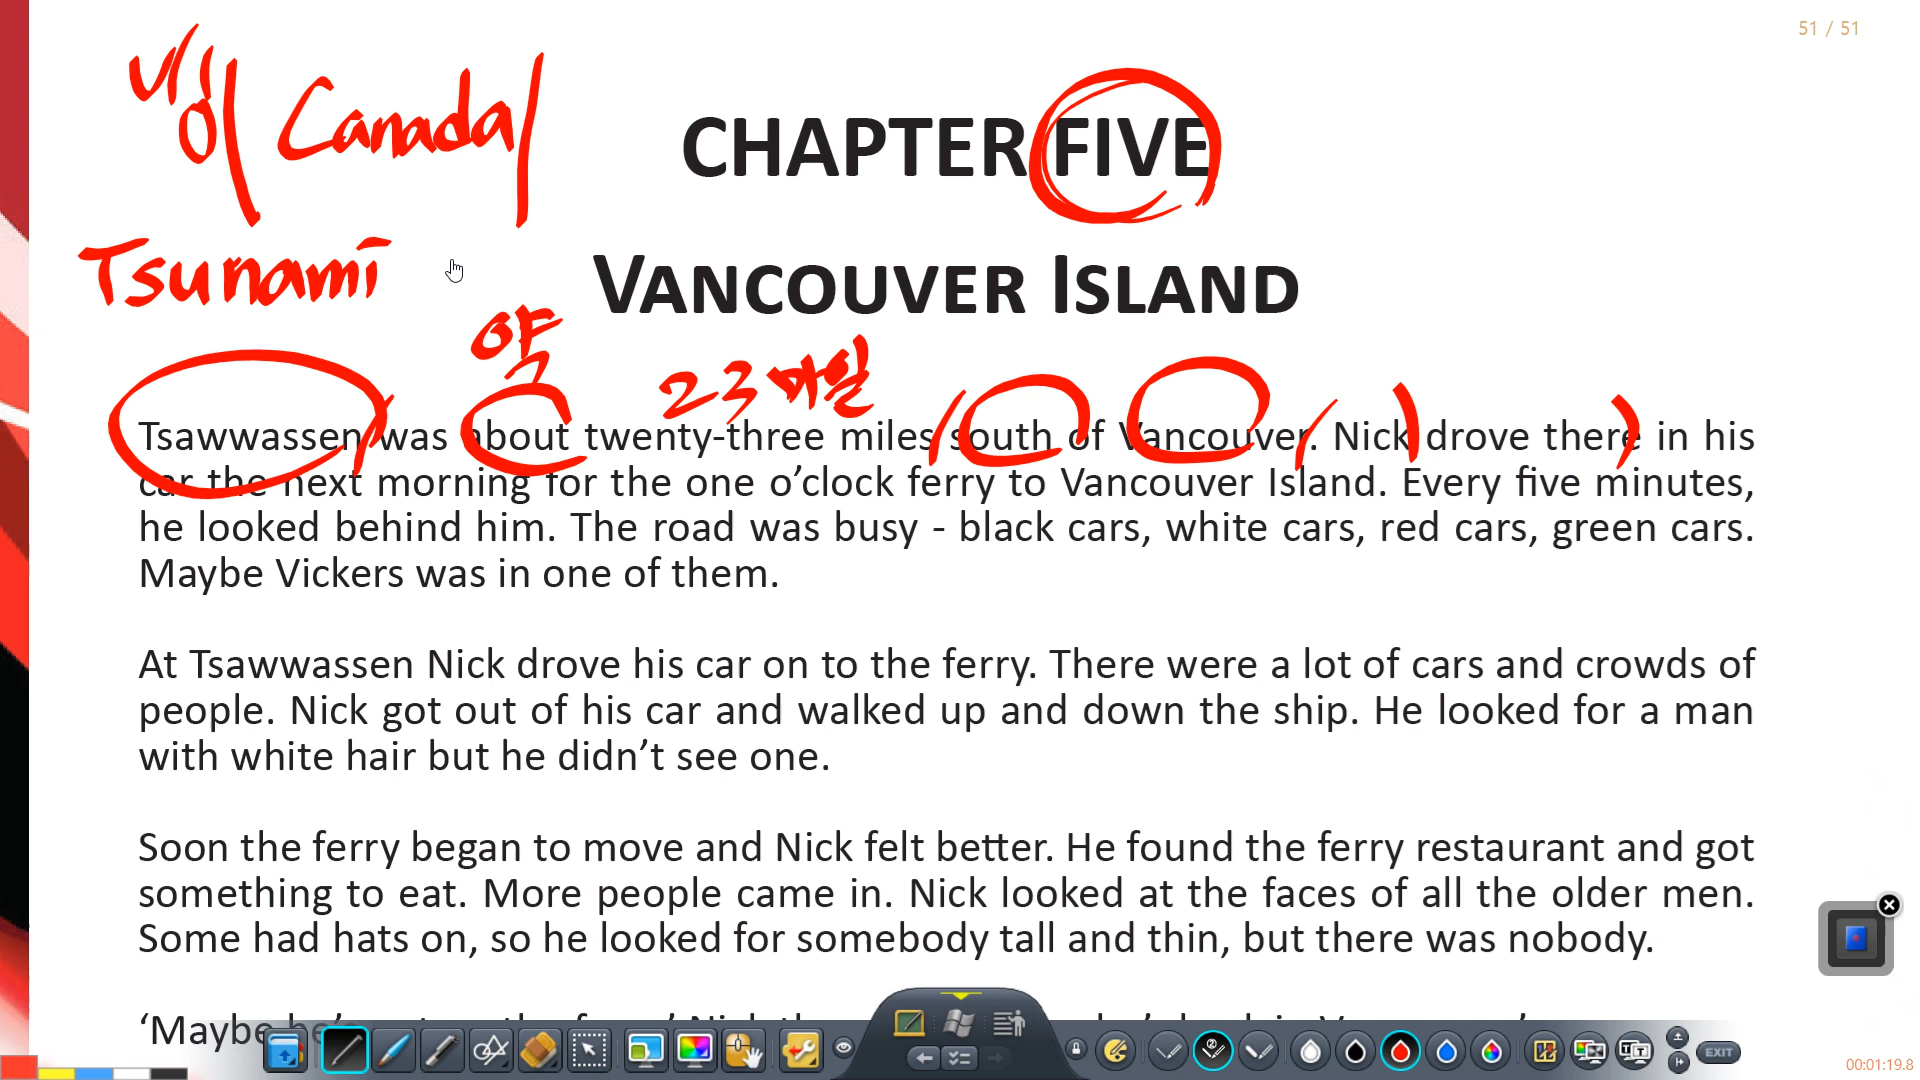 51 / 51
Canada
CHAPTER FIVE
Tsunami
VANCOUVER ISLAND
약
23 마일
Tsawwassen was about twenty-three miles south of Vancouver. Nick drove there in his
car the next morning for the one o’clock ferry to Vancouver Island. Every five minutes,
he looked behind him. The road was busy - black cars, white cars, red cars, green cars.
Maybe Vickers was in one of them.
At Tsawwassen Nick drove his car on to the ferry. There were a lot of cars and crowds of
people. Nick got out of his car and walked up and down the ship. He looked for a man
with white hair but he didn’t see one.
Soon the ferry began to move and Nick felt better. He found the ferry restaurant and got
something to eat. More people came in. Nick looked at the faces of all the older men.
Some had hats on, so he looked for somebody tall and thin, but there was nobody.
‘Maybe
EXIT
00:01:19.8